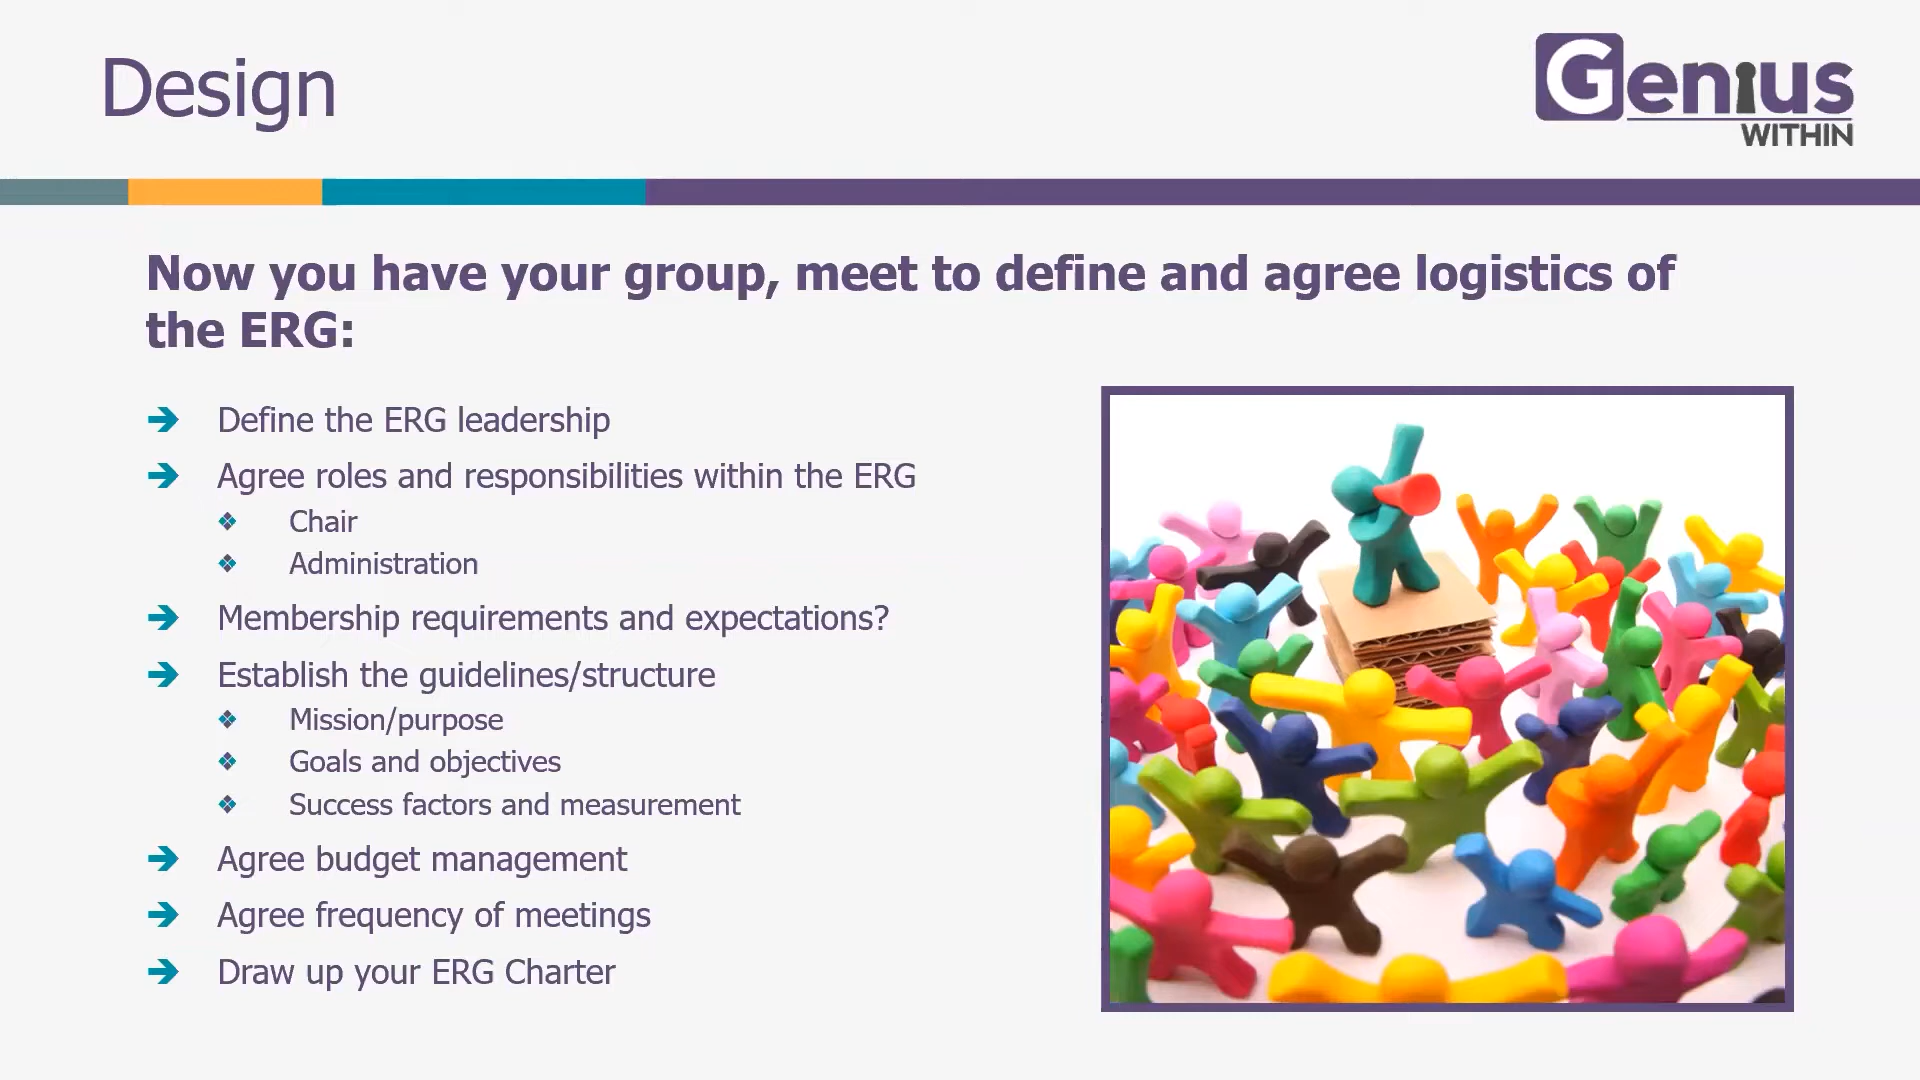 Design
Genius
WITHIN
Now you have your group, meet to define and agree logistics of
the ERG:
Define the ERG leadership
Agree roles and responsibilities within the ERG
Chair
Administration
Membership requirements and expectations?
Establish the guidelines/structure
Mission/purpose
Goals and objectives
Success factors and measurement
Agree budget management
Agree frequency of meetings
Draw up your ERG Charter